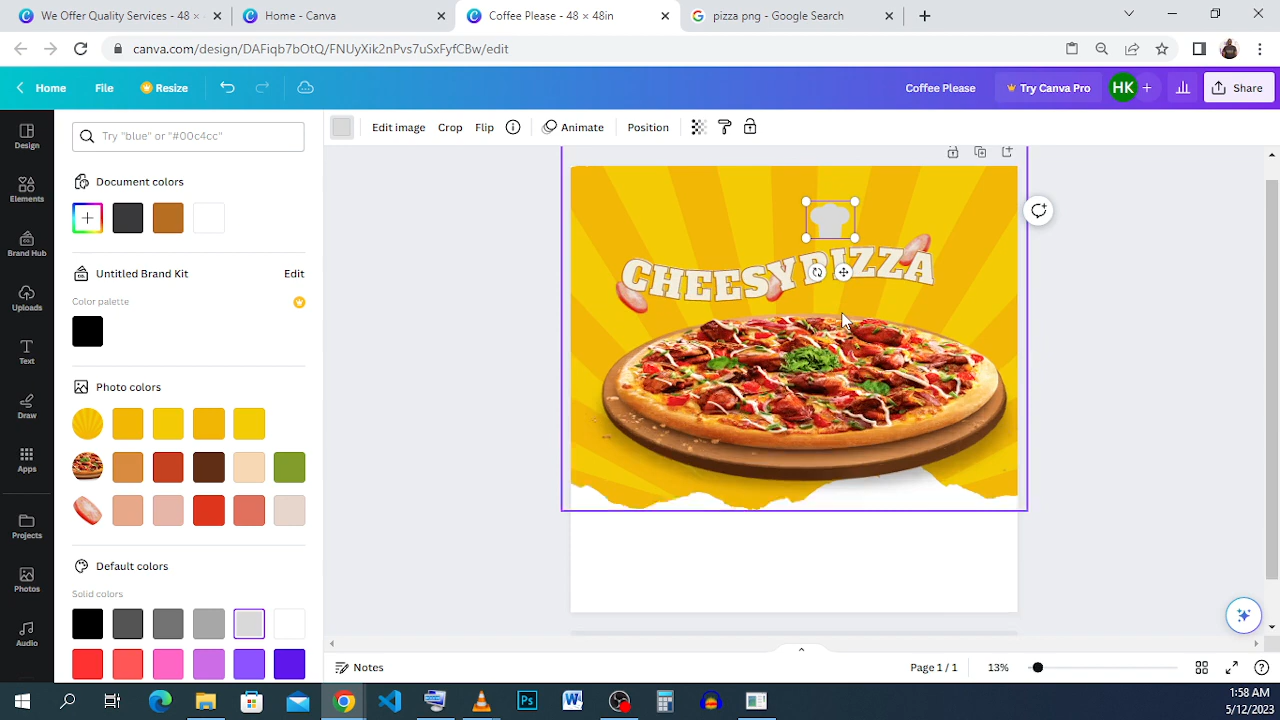 We Offer Quality Services - 48 ×
Home - Canva
Coffee Please - 48 × 48in
pizza png - Google Search
canva.com/design/DAFiqb7bOtQ/FNUyXik2nPvs7uSxFyfCBw/edit
Home
File
Resize
Coffee Please
Try Canva Pro
HK
Share
Try "blue" or "#00c4cc"
Edit image
Crop
Flip
Animate
Position
Design
Elements
Brand Hub
Uploads
Text
Draw
Apps
Projects
Photos
Audio
Document colors
Untitled Brand Kit
Edit
Color palette
Photo colors
Default colors
Solid colors
CHEESY PIZZA
Notes
Page 1 / 1
13%
1:58 AM
5/12/2023